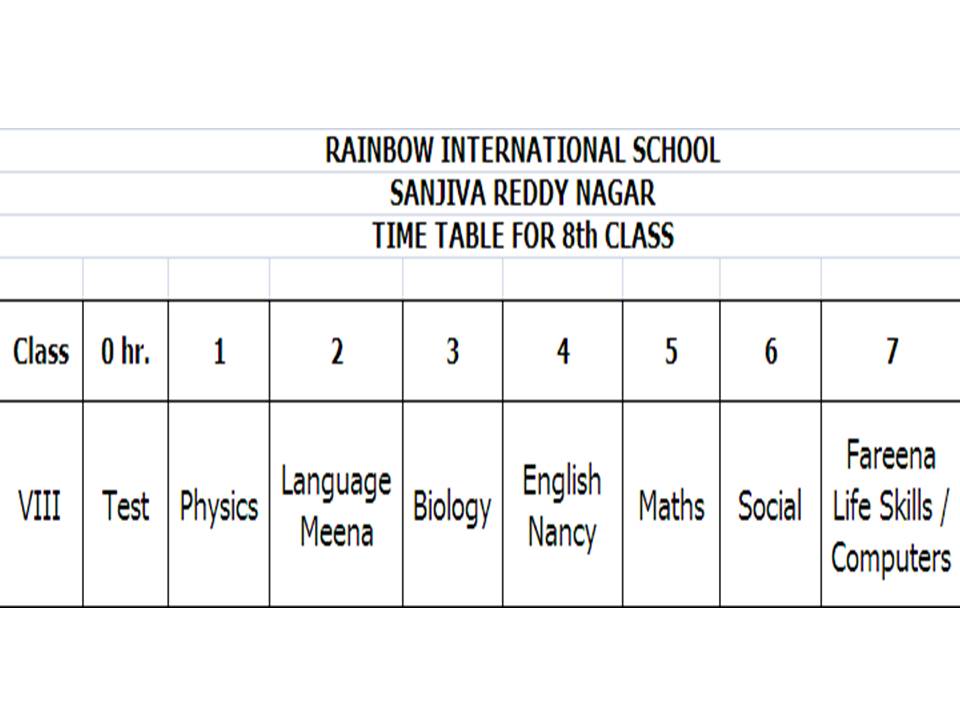 RAINBOW INTERNATIONAL SCHOOL
SANJIVA REDDY NAGAR
TIME TABLE FOR 8th CLASS
Class 0 hr. 1 2 3 4 5 6 7
VIII Test Physics Language Meena Biology English Nancy Maths Social Fareena Life Skills / Computers